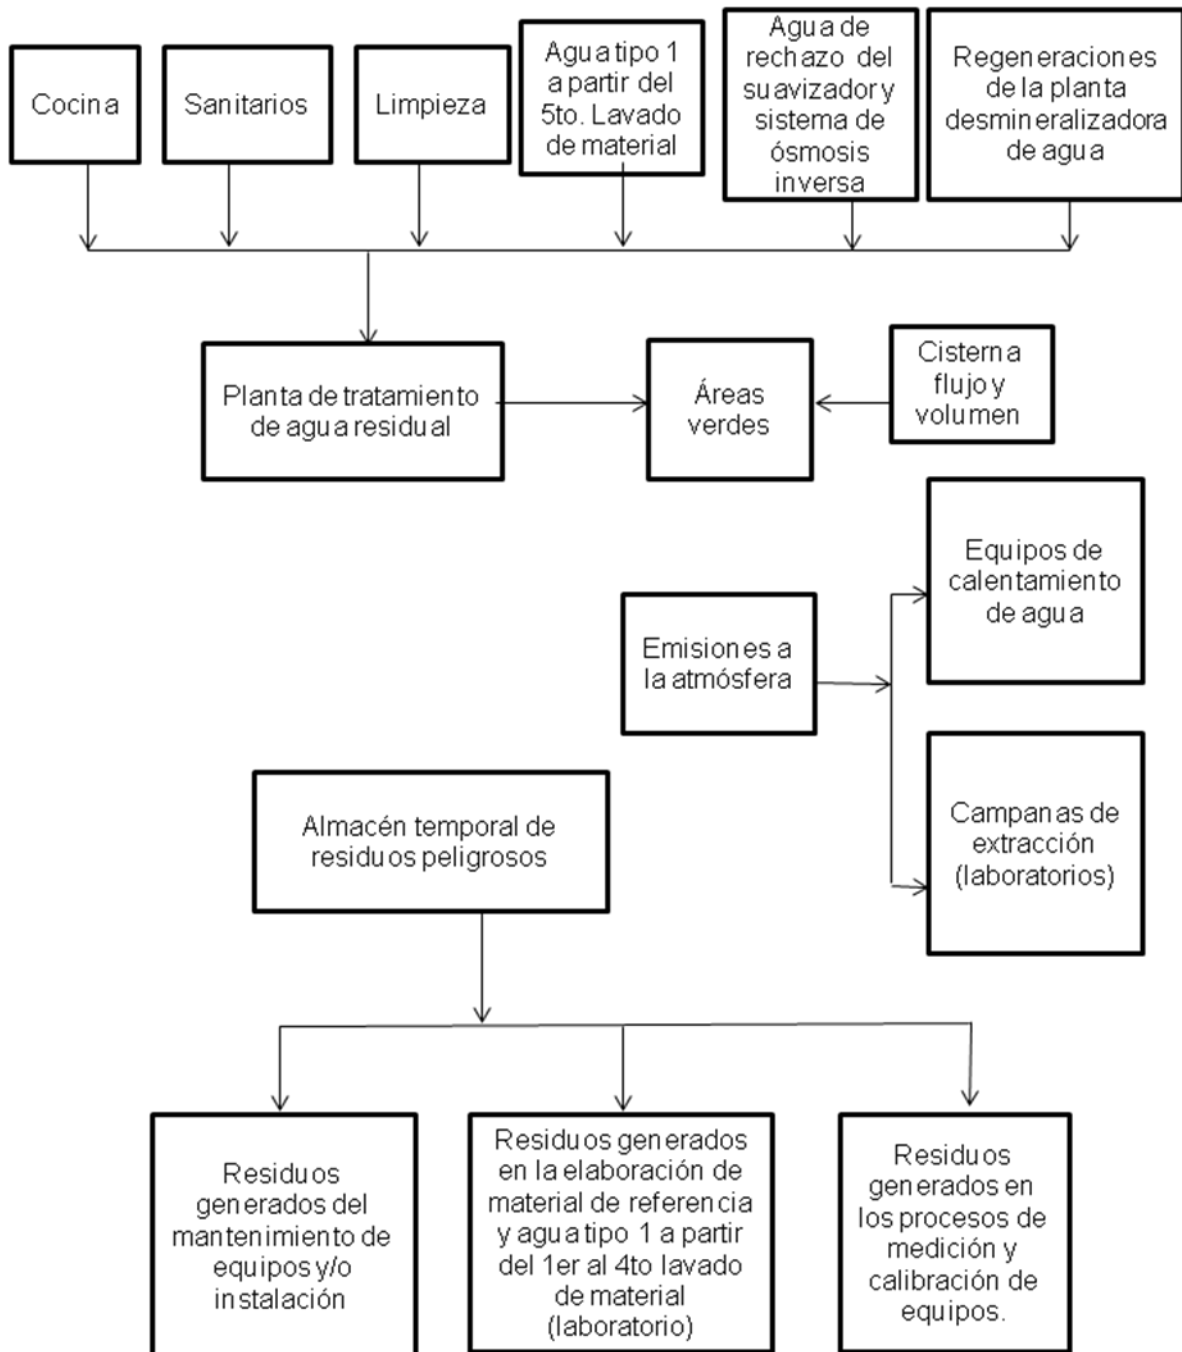 Cocina
Sanitarios
Limpieza
Agua tipo 1
a partir del
5to. Lavado
de material
Agua de
rechazo del
suavizador y
sistema de
ósmosis
inversa
Regeneraciones
de la planta
desmineralizadora
de agua
Planta de tratamiento
de agua residual
Áreas
verdes
Cisterna
flujo y
volumen
Equipos de
calentamiento
de agua
Emisiones a
la atmósfera
Campanas de
extracción
(laboratorios)
Almacén temporal de
residuos peligrosos
Residuos
generados del
mantenimiento de
equipos y/o
instalación
Residuos generados
en la elaboración de
material de referencia
y agua tipo 1 a partir
del 1er al 4to lavado
de material
(laboratorio)
Residuos
generados en
los procesos de
medición y
calibración de
equipos.